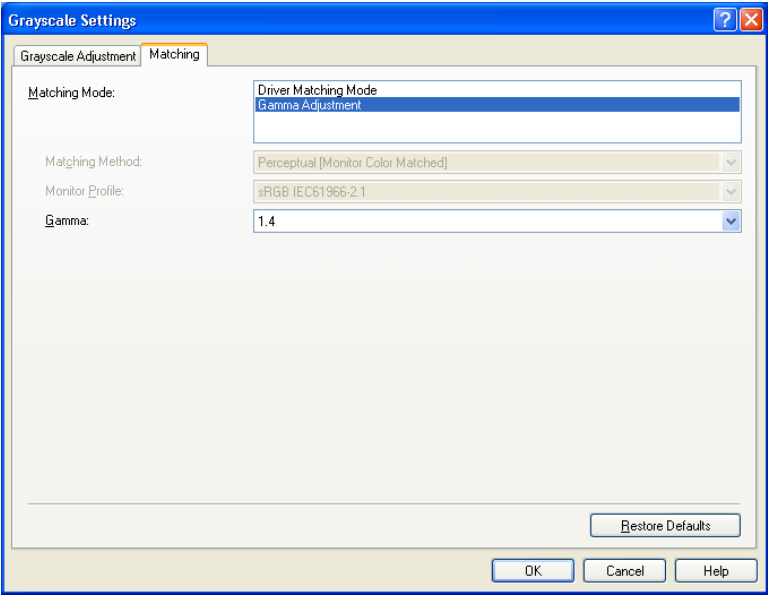 Grayscale Settings
Grayscale Adjustment Matching
Matching Mode: Driver Matching Mode
Gamma Adjustment
Matching Method: Perceptual [Monitor Color Matched]
Monitor Profile: sRGB IEC61966-2.1
Gamma: 1.4
Restore Defaults
OK Cancel Help